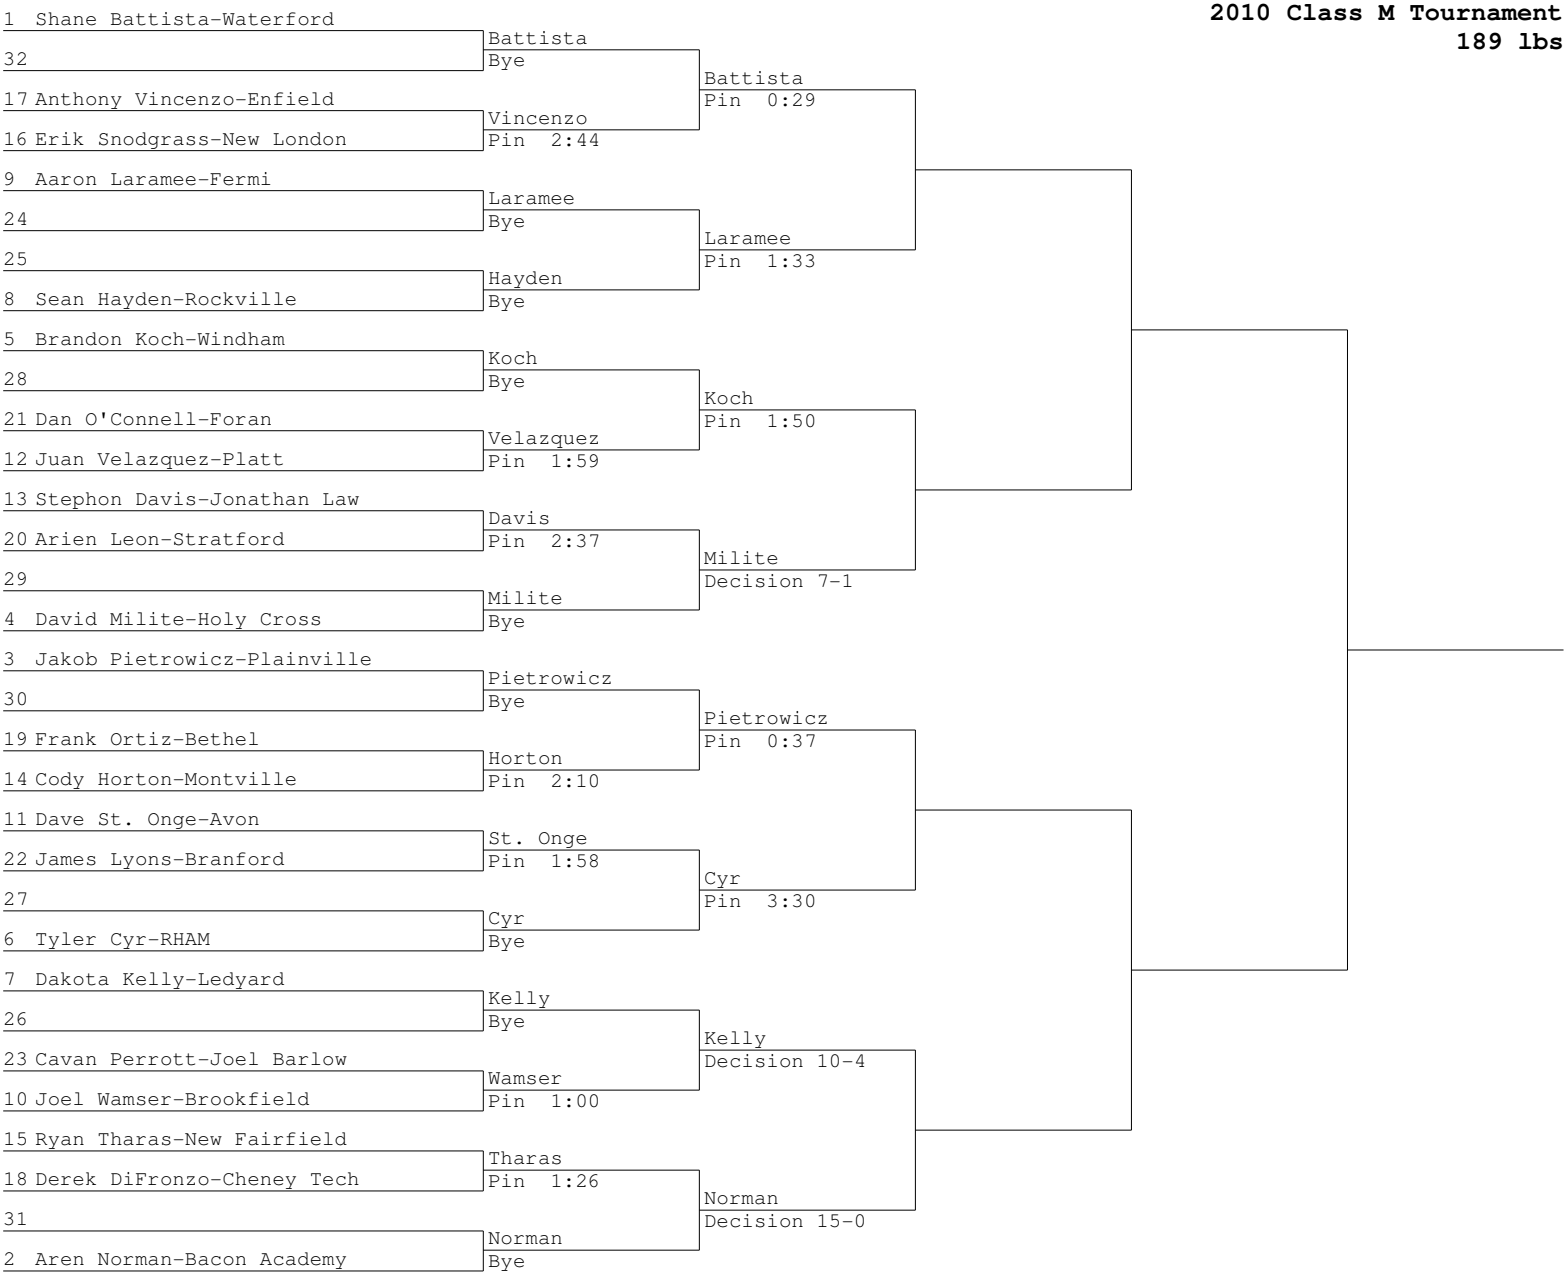 2010 Class M Tournament
189 lbs
1 Shane Battista-Waterford
32
17 Anthony Vincenzo-Enfield
16 Erik Snodgrass-New London
9 Aaron Laramee-Fermi
24
25
8 Sean Hayden-Rockville
5 Brandon Koch-Windham
28
21 Dan O'Connell-Foran
12 Juan Velazquez-Platt
13 Stephon Davis-Jonathan Law
20 Arien Leon-Stratford
29
4 David Milite-Holy Cross
3 Jakob Pietrowicz-Plainville
30
19 Frank Ortiz-Bethel
14 Cody Horton-Montville
11 Dave St. Onge-Avon
22 James Lyons-Branford
27
6 Tyler Cyr-RHAM
7 Dakota Kelly-Ledyard
26
23 Cavan Perrott-Joel Barlow
10 Joel Wamser-Brookfield
15 Ryan Tharas-New Fairfield
18 Derek DiFronzo-Cheney Tech
31
2 Aren Norman-Bacon Academy
Battista
Bye
Vincenzo
Pin 2:44
Laramee
Bye
Hayden
Bye
Koch
Bye
Velazquez
Pin 1:59
Davis
Pin 2:37
Milite
Bye
Pietrowicz
Bye
Horton
Pin 2:10
St. Onge
Pin 1:58
Cyr
Bye
Kelly
Bye
Wamser
Pin 1:00
Tharas
Pin 1:26
Norman
Bye
Battista
Pin 0:29
Laramee
Pin 1:33
Koch
Pin 1:50
Milite
Decision 7-1
Pietrowicz
Pin 0:37
Cyr
Pin 3:30
Kelly
Decision 10-4
Norman
Decision 15-0